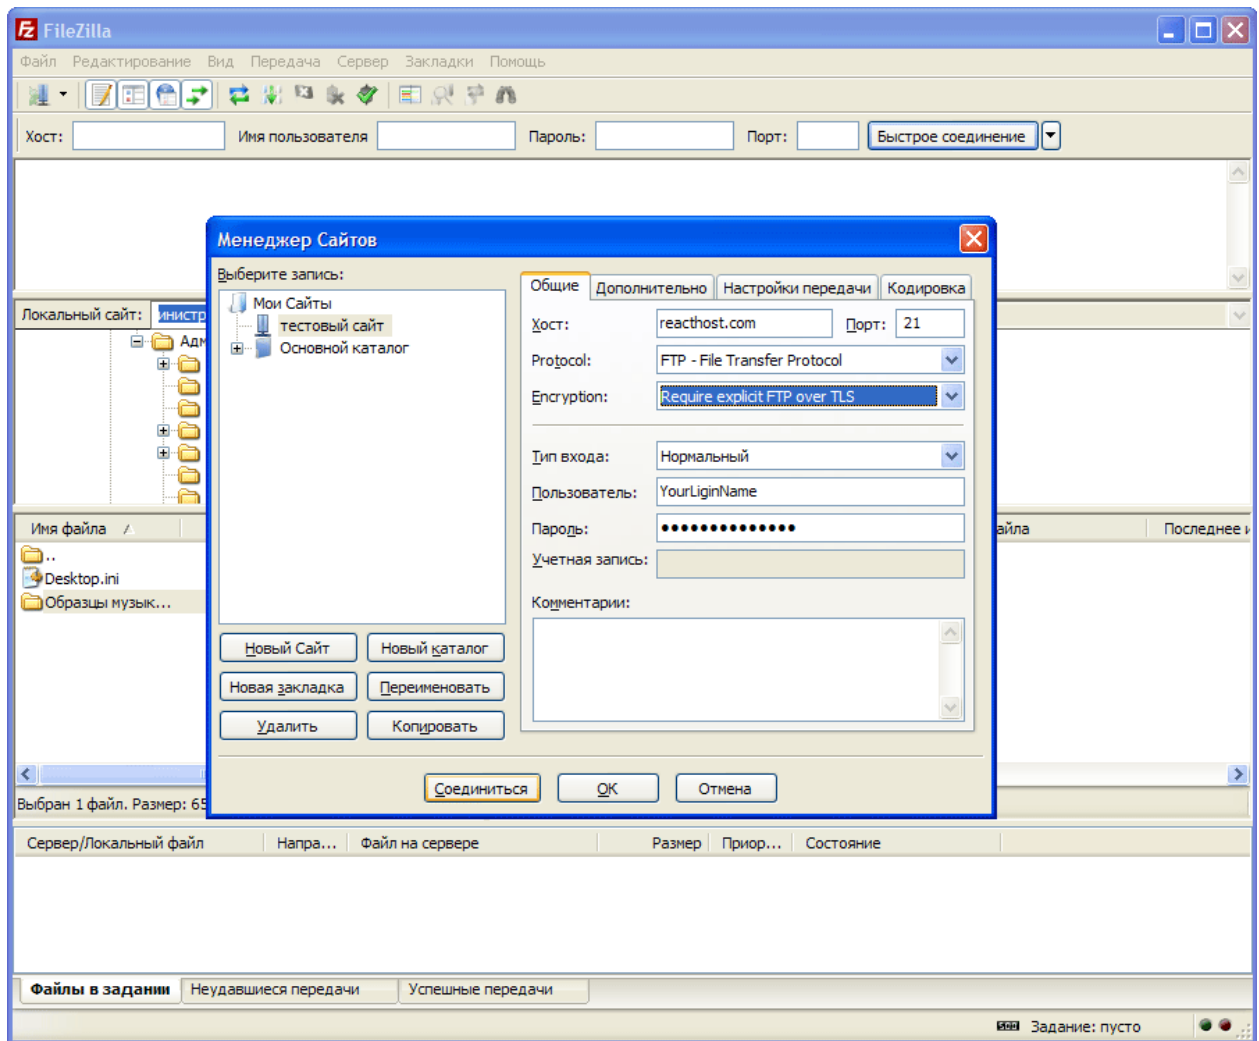 FileZilla
Файл Редактирование Вид Передача Сервер Закладки Помощь
Хост: Имя пользователя Пароль: Порт: Быстрое соединение
Менеджер Сайтов
Выберите запись:
Мои Сайты
тестовый сайт
Основной каталог
Новый Сайт Новый каталог
Новая закладка Переименовать
Удалить Копировать
Общие Дополнительно Настройки передачи Кодировка
Хост: reacthost.com Порт: 21
Protocol: FTP - File Transfer Protocol
Encryption: Require explicit FTP over TLS
Тип входа: Нормальный
Пользователь: YourLiginName
Пароль: ••••••••••••••
Учетная запись:
Комментарии:
Соединиться OK Отмена
Локальный сайт: инистр
Адм
Имя файла айла Последнее и
..
Desktop.ini
Образцы музык...
Выбран 1 файл. Размер: 65
Сервер/Локальный файл Напра... Файл на сервере Размер Приор... Состояние
Файлы в задании Неудавшиеся передачи Успешные передачи
Задание: пусто